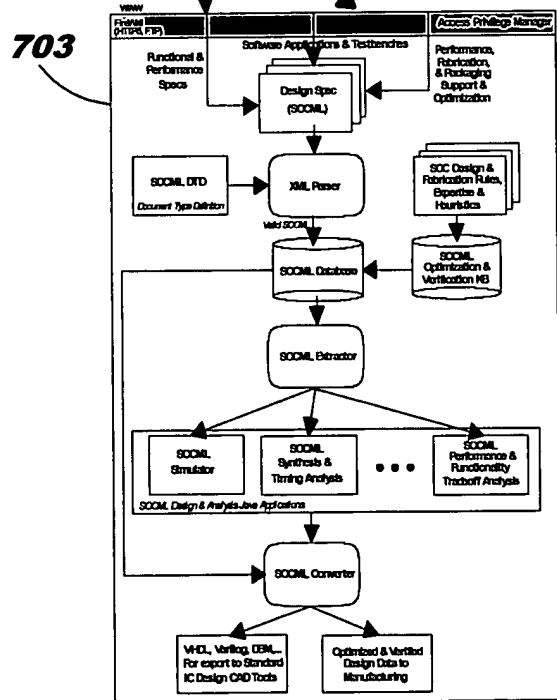 WWW
Firewall
(HTTPS, FTP)
Access Privilege Manager
703
Functional &
Performance
Specs
Software Applications & Testbenches
Performance,
Fabrication,
& Packaging
Support &
Optimization
Design Spec
(SOCML)
SOCML DTD
Document Type Definition
XML Parser
SOC Design &
Fabrication Rules,
Expertise &
Heuristics
Valid SOCML
SOCML Database
SOCML
Optimization &
Verification KB
SOCML Extractor
SOCML
Simulator
SOCML
Synthesis &
Timing Analysis
SOCML
Performance &
Functionality
Tradeoff Analysis
SOCML Design & Analysis Java Applications
SOCML Converter
VHDL, Verilog, DBM,...
For export to Standard
IC Design CAD Tools
Optimized & Verified
Design Data to
Manufacturing